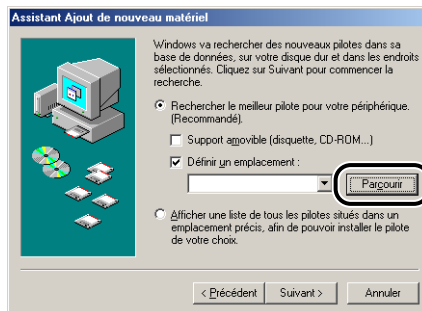 Assistant Ajout de nouveau matériel
Windows va rechercher des nouveaux pilotes dans sa
base de données, sur votre disque dur et dans les endroits
sélectionnés. Cliquez sur Suivant pour commencer la
recherche.
Rechercher le meilleur pilote pour votre périphérique.
(Recommandé).
Support amovible (disquette, CD-ROM...)
Définir un emplacement :
Parcourir
Afficher une liste de tous les pilotes situés dans un
emplacement précis, afin de pouvoir installer le pilote
de votre choix.
< Précédent Suivant > Annuler